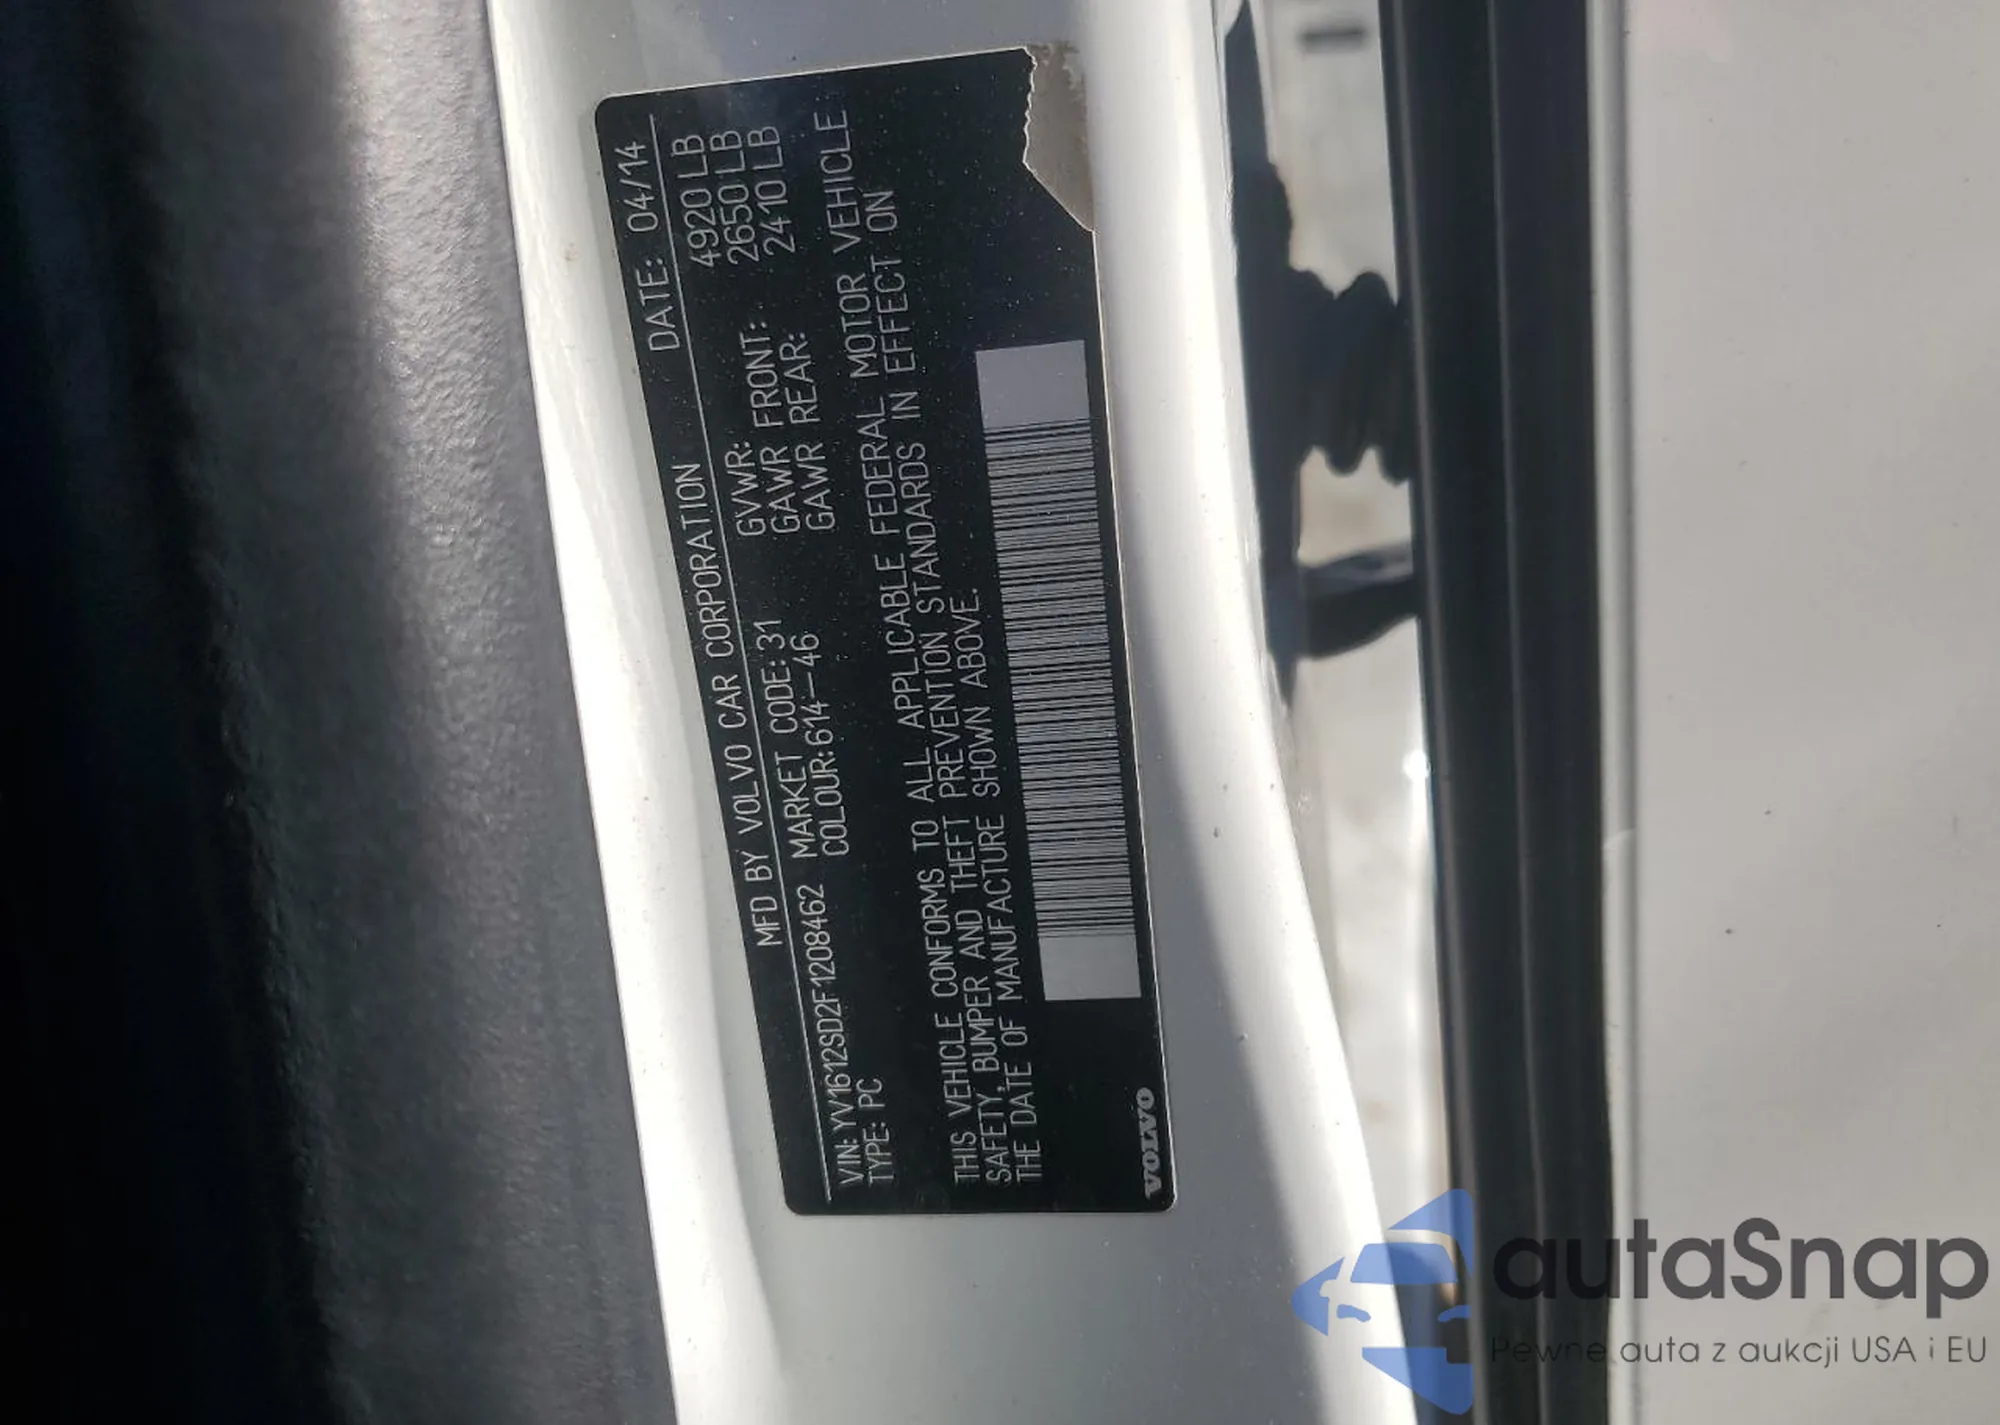 MFD BY VOLVO CAR CORPORATION DATE: 04/14
VIN: YV1612SD2F1208462 MARKET CODE: 31 GVWR: 4920 LB
TYPE: PC COLOUR: 614-46 GAWR FRONT: 2650 LB
GAWR REAR: 2410 LB
THIS VEHICLE CONFORMS TO ALL APPLICABLE FEDERAL MOTOR VEHICLE
SAFETY, BUMPER AND THEFT PREVENTION STANDARDS IN EFFECT ON
THE DATE OF MANUFACTURE SHOWN ABOVE.
VOLVO
autaSnap
Pewne auta z aukcji USA i EU